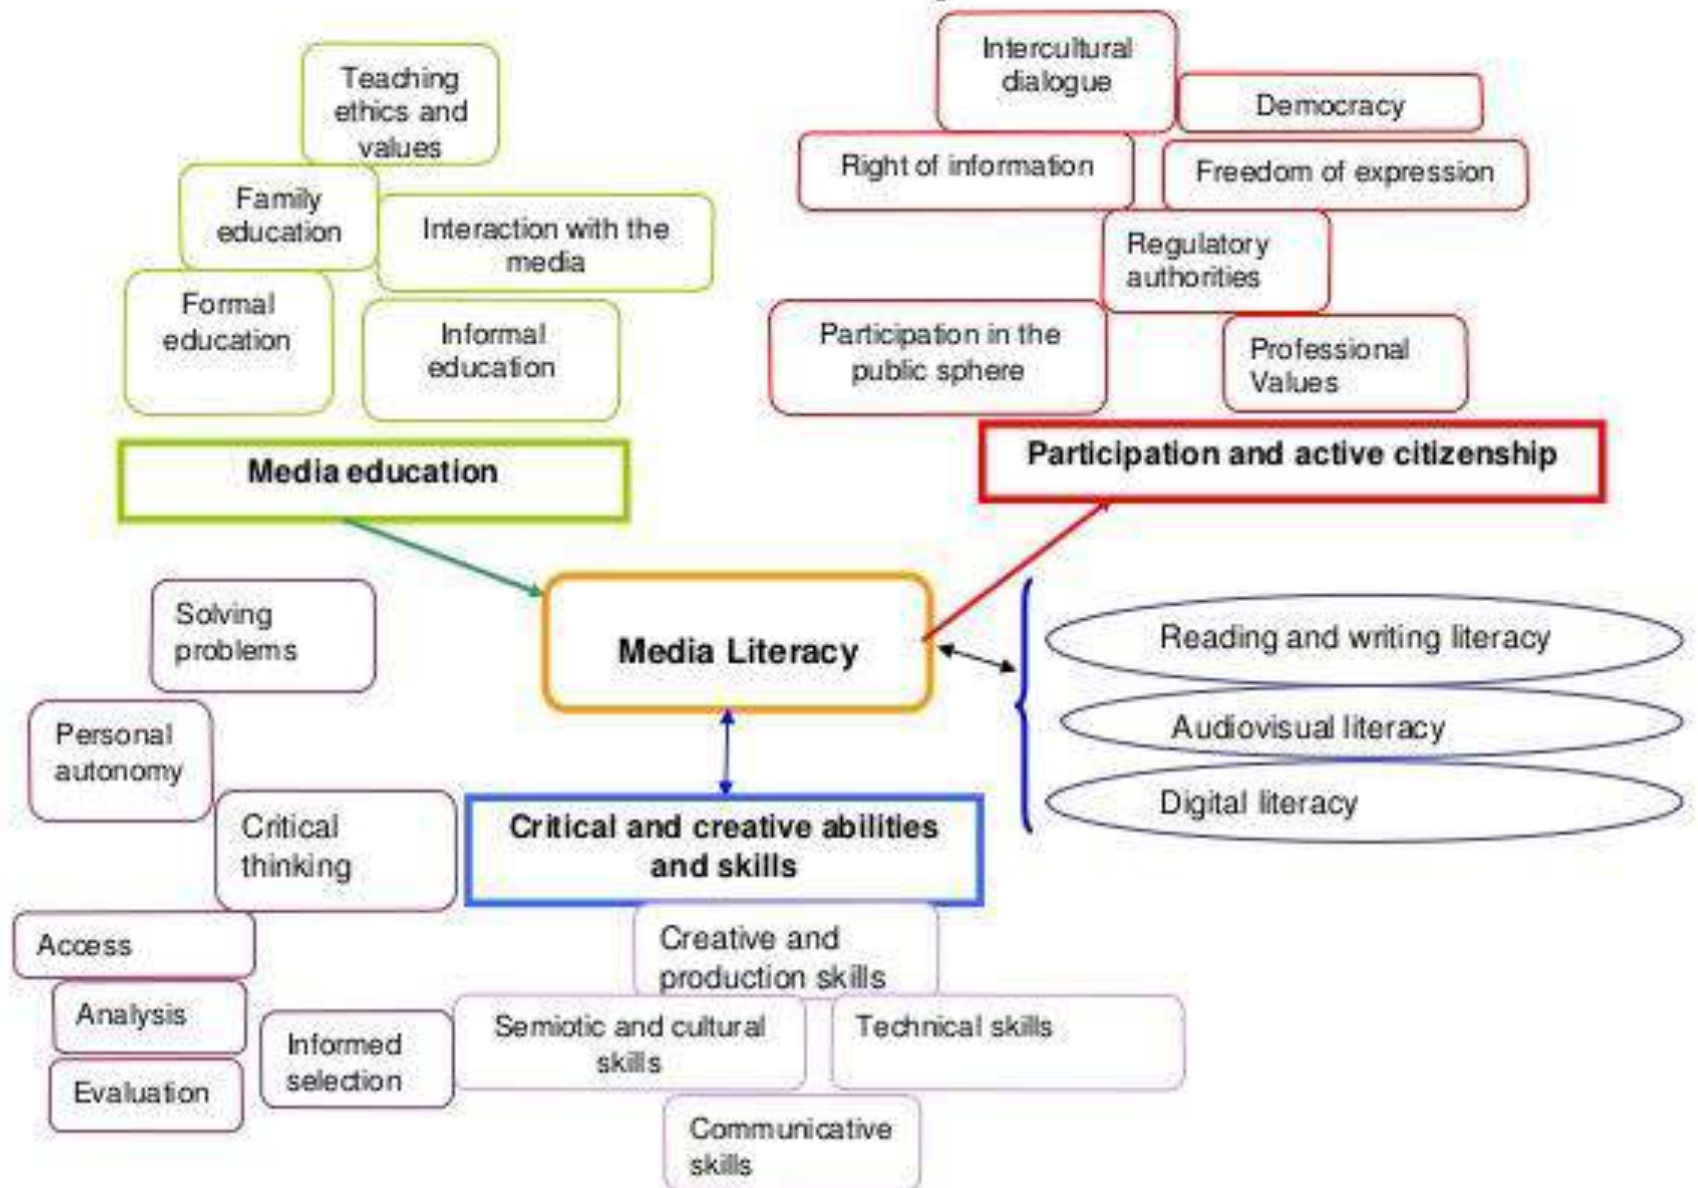 Teaching
ethics and
values
Family
education
Interaction with the
media
Formal
education
Informal
education
Media education
Intercultural
dialogue
Democracy
Right of information
Freedom of expression
Regulatory
authorities
Participation in the
public sphere
Professional
Values
Participation and active citizenship
Media Literacy
Reading and writing literacy
Audiovisual literacy
Digital literacy
Solving
problems
Personal
autonomy
Critical
thinking
Access
Analysis
Evaluation
Informed
selection
Critical and creative abilities
and skills
Creative and
production skills
Semiotic and cultural
skills
Technical skills
Communicative
skills